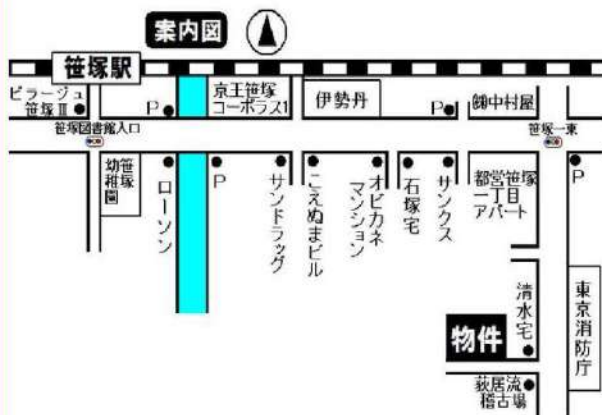 案内図
笹塚駅
ビラージュ
笹塚Ⅱ
P
京王笹塚
コーポラス1
伊勢丹
P
㈱中村屋
笹塚図書館入口
笹塚一東
笹塚
幼稚園
ローソン
P
サンドラッグ
こえぬまビル
オビカネ
マンション
石塚宅
サンクス
都営笹塚
一丁目
アパート
P
清水宅
東京消防庁
物件
荻居流
稽古場